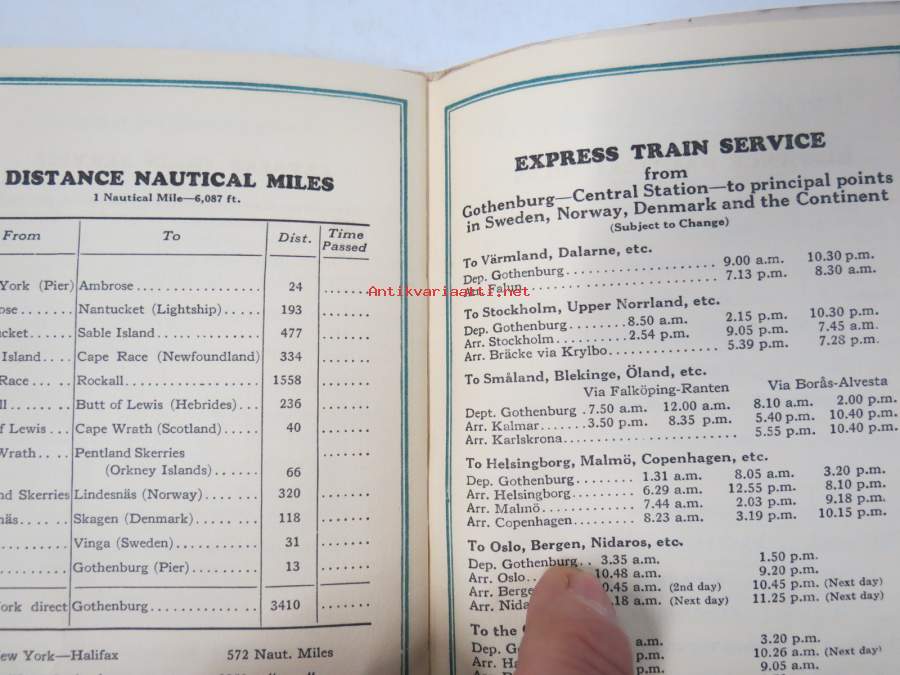 DISTANCE NAUTICAL MILES
1 Nautical Mile—6,087 ft.
From To Dist. Time Passed
York (Pier) Ambrose 24
Nantucket (Lightship) 193
Sable Island 477
Island Cape Race (Newfoundland) 334
Race Rockall 1558
Butt of Lewis (Hebrides) 236
Lewis Cape Wrath (Scotland) 40
Pentland Skerries
(Orkney Islands) 66
Skerries Lindesnäs (Norway) 320
Skagen (Denmark) 118
Vinga (Sweden) 31
Gothenburg (Pier) 13
direct Gothenburg 3410
New York—Halifax 572 Naut. Miles
EXPRESS TRAIN SERVICE
from
Gothenburg—Central Station—to principal points
in Sweden, Norway, Denmark and the Continent
(Subject to Change)
To Värmland, Dalarne, etc.
Dep. Gothenburg 9.00 a.m. 10.30 p.m.
Arr. Falun 7.13 p.m. 8.30 a.m.
To Stockholm, Upper Norrland, etc.
Dep. Gothenburg 8.50 a.m. 2.15 p.m. 10.30 p.m.
Arr. Stockholm 2.54 p.m. 9.05 p.m. 7.45 a.m.
Arr. Bräcke via Krylbo 5.39 p.m. 7.28 p.m.
To Småland, Blekinge, Öland, etc.
Via Falköping-Ranten Via Borås-Alvesta
Dept. Gothenburg 7.50 a.m. 12.00 a.m. 8.10 a.m. 2.00 p.m.
Arr. Kalmar 3.50 p.m. 8.35 p.m. 5.40 p.m. 10.40 p.m.
Arr. Karlskrona 5.55 p.m. 10.40 p.m.
To Helsingborg, Malmö, Copenhagen, etc.
Dep. Gothenburg 1.31 a.m. 8.05 a.m. 3.20 p.m.
Arr. Helsingborg 6.29 a.m. 12.55 p.m. 8.10 p.m.
Arr. Malmö 7.44 a.m. 2.03 p.m. 9.18 p.m.
Arr. Copenhagen 8.23 a.m. 3.19 p.m. 10.15 p.m.
To Oslo, Bergen, Nidaros, etc.
Dep. Gothenburg 3.35 a.m. 1.50 p.m.
Arr. Oslo 10.48 a.m. 9.20 p.m.
Arr. 10.45 p.m. (Next day)
a.m. (2nd day)
Arr. a.m. (Next day) 11.25 p.m. (Next day)
To the
a.m. 3.20 p.m.
Arr. p.m. 10.26 a.m. (Next day)
p.m. 9.05 a.m.
Antikvariaatti.net